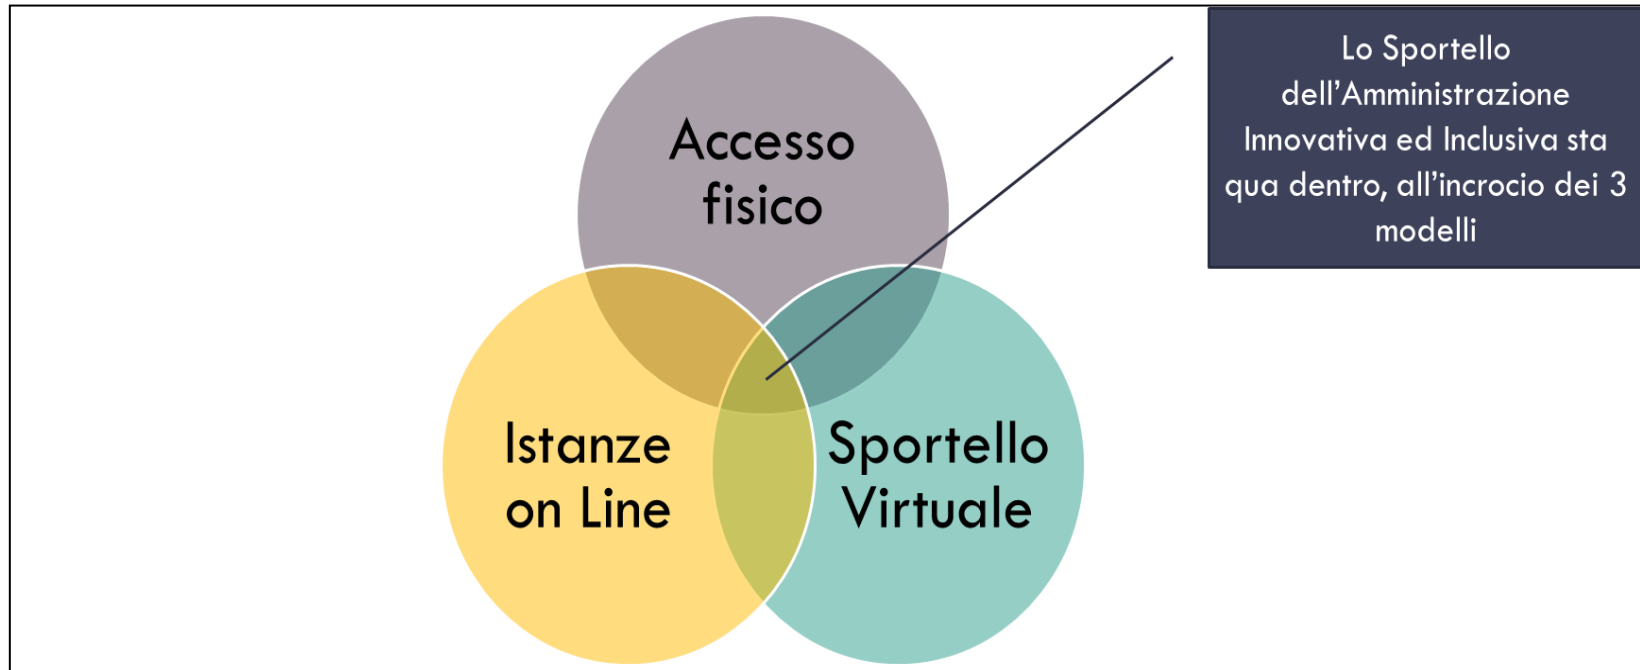 Accesso
fisico
Istanze
on Line
Sportello
Virtuale
Lo Sportello
dell’Amministrazione
Innovativa ed Inclusiva sta
qua dentro, all’incrocio dei 3
modelli